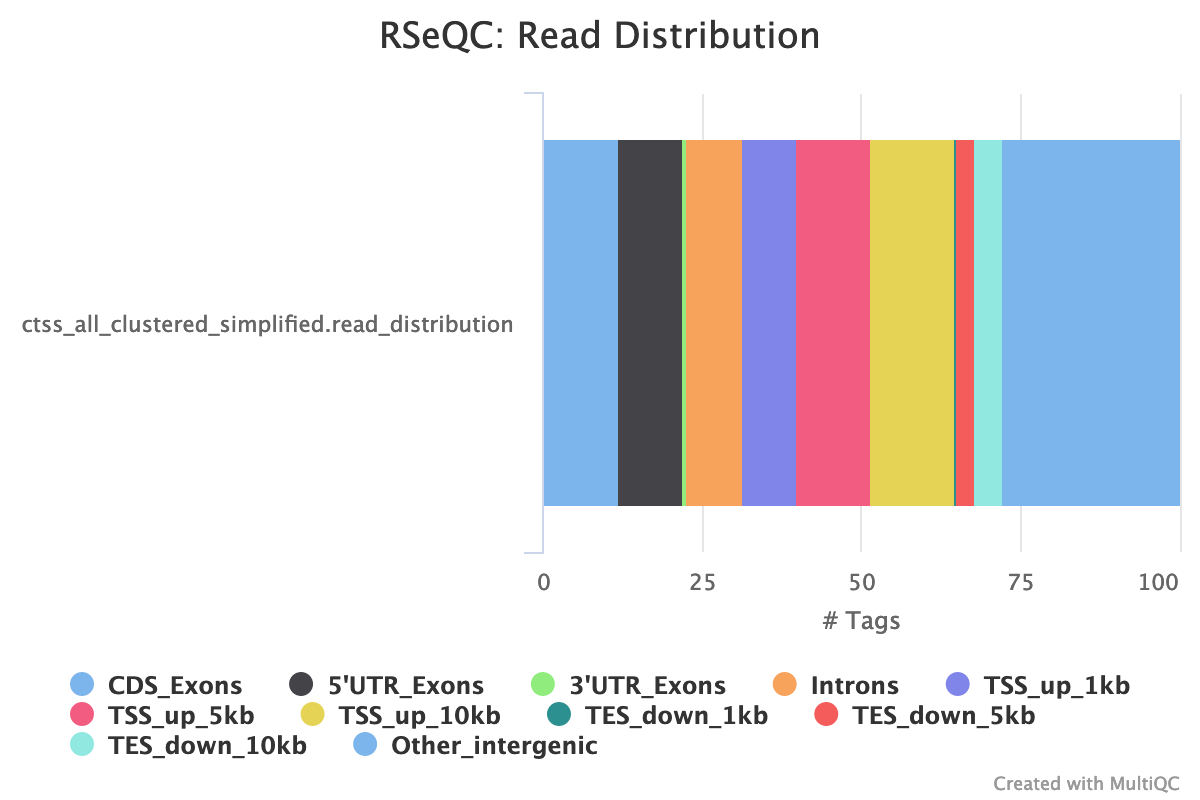 RSeQC: Read Distribution
ctss_all_clustered_simplified.read_distribution
0 25 50 75 100
# Tags
CDS_Exons 5'UTR_Exons 3'UTR_Exons Introns TSS_up_1kb
TSS_up_5kb TSS_up_10kb TES_down_1kb TES_down_5kb
TES_down_10kb Other_intergenic
Created with MultiQC